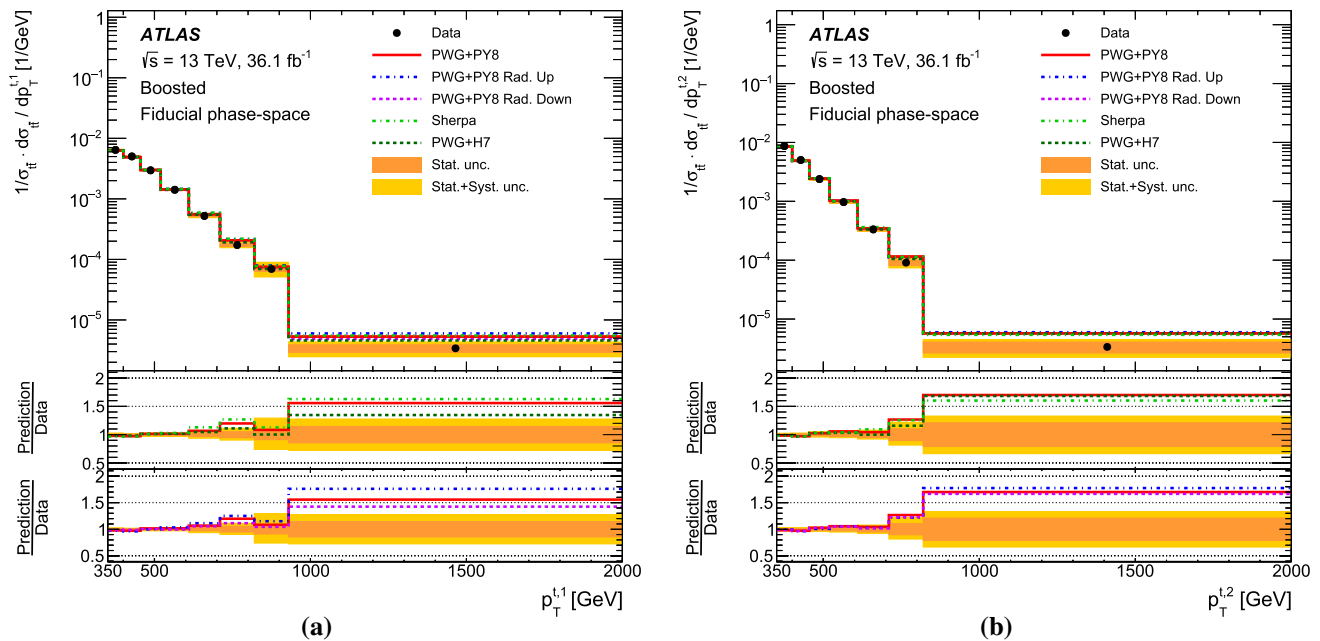 1/σ_tt̄ · dσ_tt̄ / dp_T^{t,1} [1/GeV]
1
10⁻¹
10⁻²
10⁻³
10⁻⁴
10⁻⁵
ATLAS
√s = 13 TeV, 36.1 fb⁻¹
Boosted
Fiducial phase-space
Data
PWG+PY8
PWG+PY8 Rad. Up
PWG+PY8 Rad. Down
Sherpa
PWG+H7
Stat. unc.
Stat.+Syst. unc.
Prediction
Data
2
1.5
1
0.5
Prediction
Data
2
1.5
1
0.5
350 500 1000 1500 2000
p_T^{t,1} [GeV]
(a)
1/σ_tt̄ · dσ_tt̄ / dp_T^{t,2} [1/GeV]
1
10⁻¹
10⁻²
10⁻³
10⁻⁴
10⁻⁵
ATLAS
√s = 13 TeV, 36.1 fb⁻¹
Boosted
Fiducial phase-space
Data
PWG+PY8
PWG+PY8 Rad. Up
PWG+PY8 Rad. Down
Sherpa
PWG+H7
Stat. unc.
Stat.+Syst. unc.
Prediction
Data
2
1.5
1
0.5
Prediction
Data
2
1.5
1
0.5
350 500 1000 1500 2000
p_T^{t,2} [GeV]
(b)